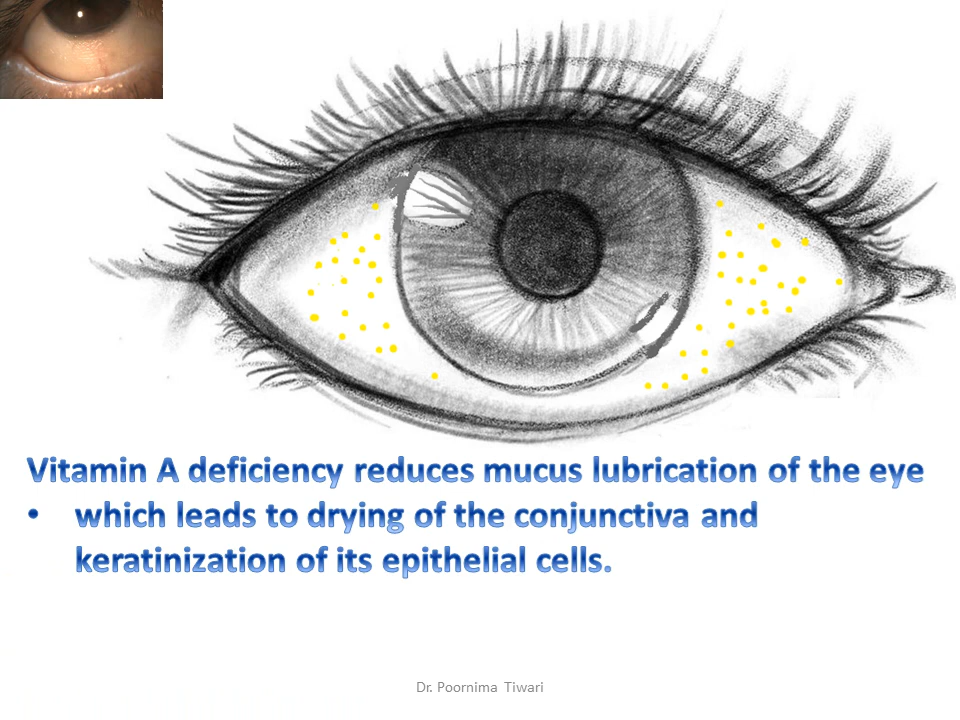 Vitamin A deficiency reduces mucus lubrication of the eye
• which leads to drying of the conjunctiva and
keratinization of its epithelial cells.
Dr. Poornima Tiwari